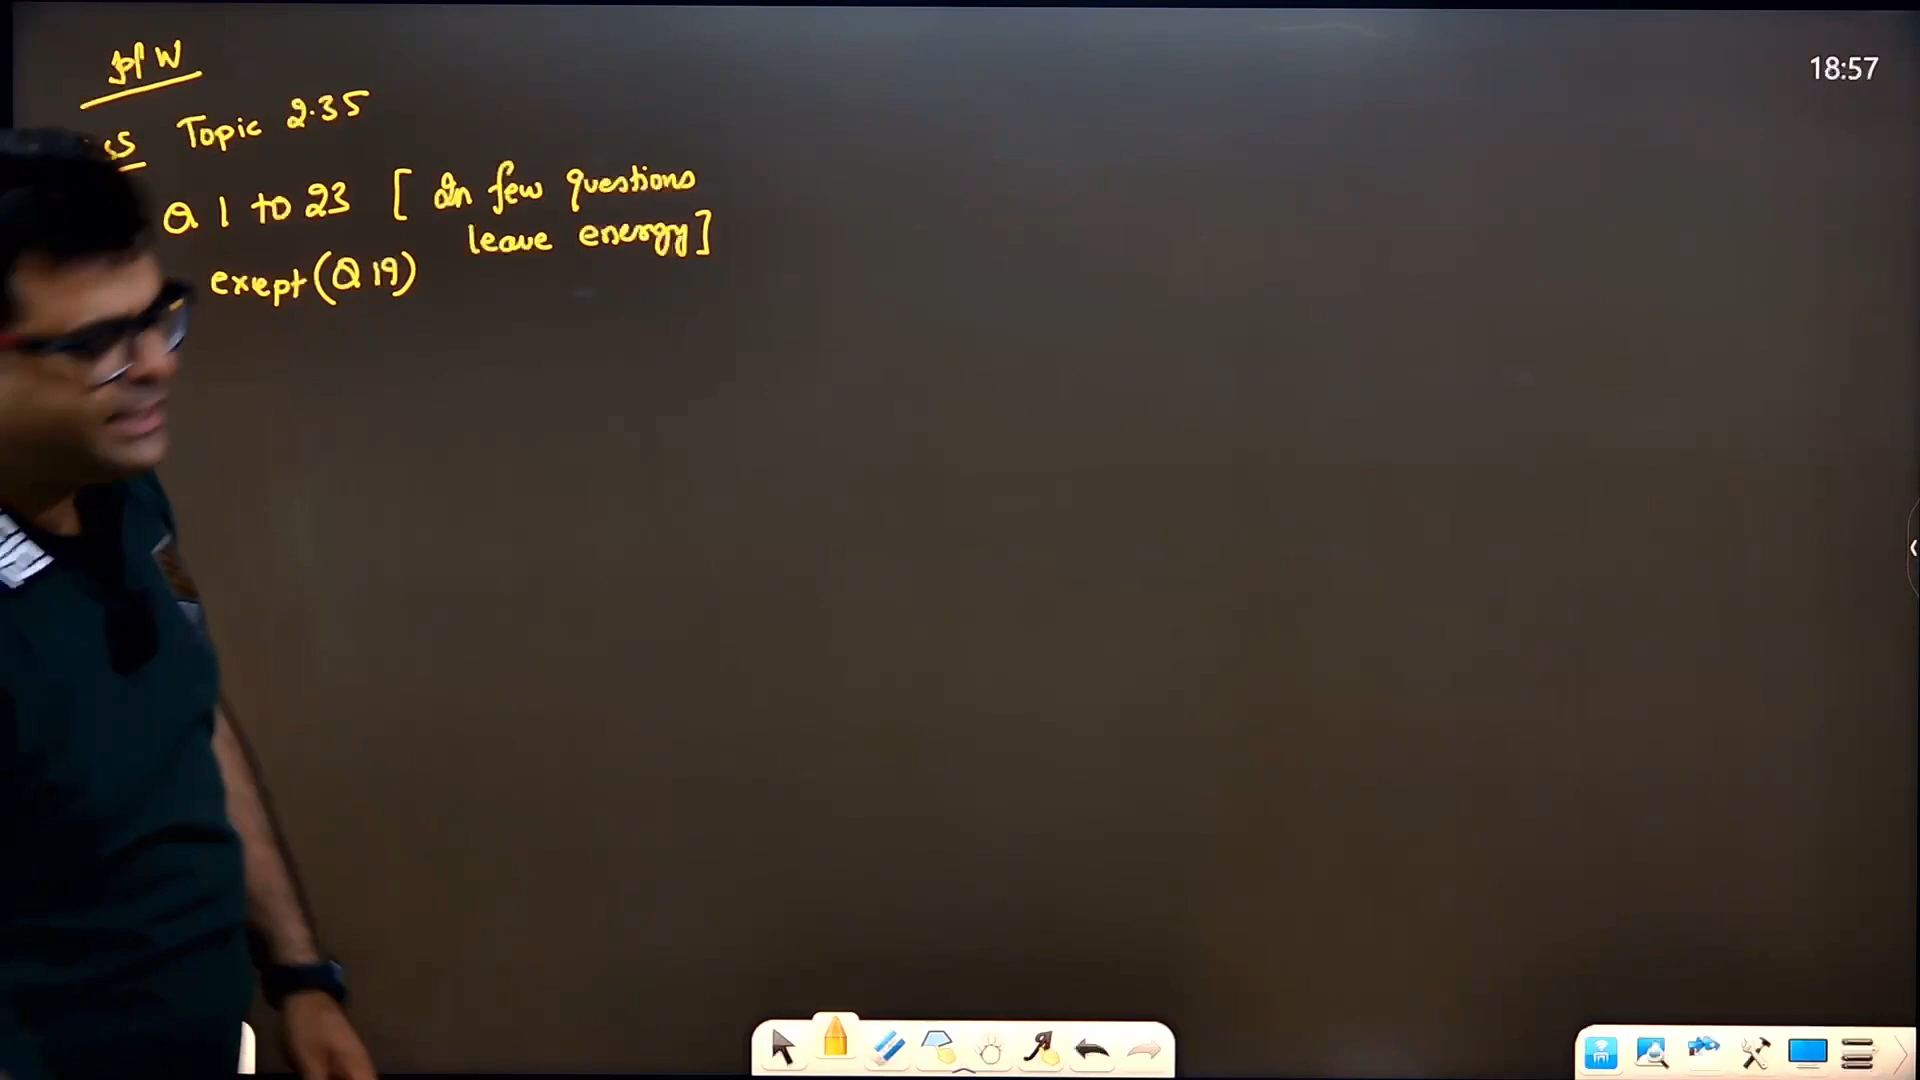 H W
18:57
Topic 2.35
Q 1 to 23 [ In few questions
leave energy ]
exept (Q 19)